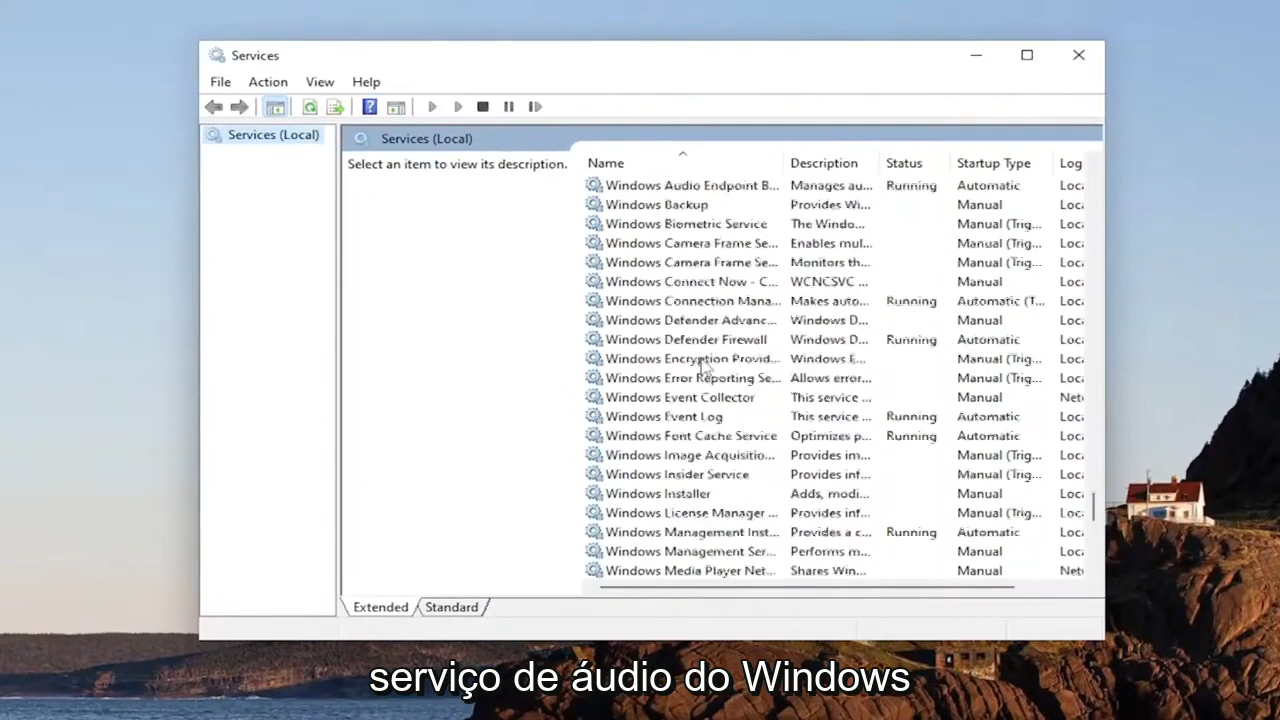 Services
File Action View Help
Services (Local)
Services (Local)
Select an item to view its description.
Name Description Status Startup Type Log
Windows Audio Endpoint B... Manages au... Running Automatic Loca
Windows Backup Provides Wi... Manual Loca
Windows Biometric Service The Windo... Manual (Trig... Loca
Windows Camera Frame Se... Enables mul... Manual (Trig... Loca
Windows Camera Frame Se... Monitors th... Manual (Trig... Loca
Windows Connect Now - C... WCNCSVC ... Manual Loca
Windows Connection Mana... Makes auto... Running Automatic (T... Loca
Windows Defender Advanc... Windows D... Manual Loca
Windows Defender Firewall Windows D... Running Automatic Loca
Windows Encryption Provid... Windows E... Manual (Trig... Loca
Windows Error Reporting Se... Allows error... Manual (Trig... Loca
Windows Event Collector This service ... Manual Netv
Windows Event Log This service ... Running Automatic Loca
Windows Font Cache Service Optimizes p... Running Automatic Loca
Windows Image Acquisitio... Provides im... Manual (Trig... Loca
Windows Insider Service Provides inf... Manual (Trig... Loca
Windows Installer Adds, modi... Manual Loca
Windows License Manager ... Provides inf... Manual (Trig... Loca
Windows Management Inst... Provides a c... Running Automatic Loca
Windows Management Ser... Performs m... Manual Loca
Windows Media Player Net... Shares Win... Manual Netv
Extended Standard
serviço de áudio do Windows